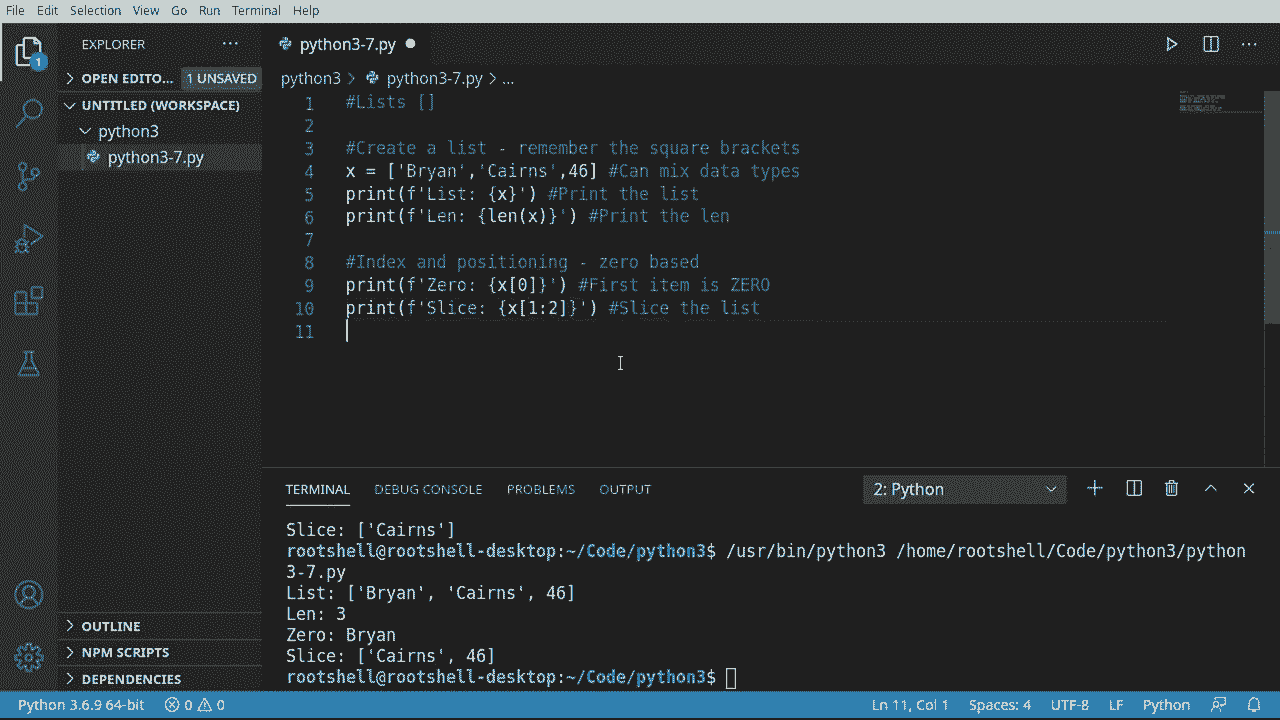 File Edit Selection View Go Run Terminal Help
EXPLORER
python3-7.py
OPEN EDITO... 1 UNSAVED
UNTITLED (WORKSPACE)
python3
python3-7.py
1
OUTLINE
NPM SCRIPTS
DEPENDENCIES
python3 > python3-7.py > ...
1 #Lists []
2
3 #Create a list - remember the square brackets
4 x = ['Bryan','Cairns',46] #Can mix data types
5 print(f'List: {x}') #Print the list
6 print(f'Len: {len(x)}') #Print the len
7
8 #Index and positioning - zero based
9 print(f'Zero: {x[0]}') #First item is ZERO
10 print(f'Slice: {x[1:2]}') #Slice the list
11
TERMINAL DEBUG CONSOLE PROBLEMS OUTPUT 2: Python
Slice: ['Cairns']
rootshell@rootshell-desktop:~/Code/python3$ /usr/bin/python3 /home/rootshell/Code/python3/python
3-7.py
List: ['Bryan', 'Cairns', 46]
Len: 3
Zero: Bryan
Slice: ['Cairns', 46]
rootshell@rootshell-desktop:~/Code/python3$
Python 3.6.9 64-bit 0 0 Ln 11, Col 1 Spaces: 4 UTF-8 LF Python